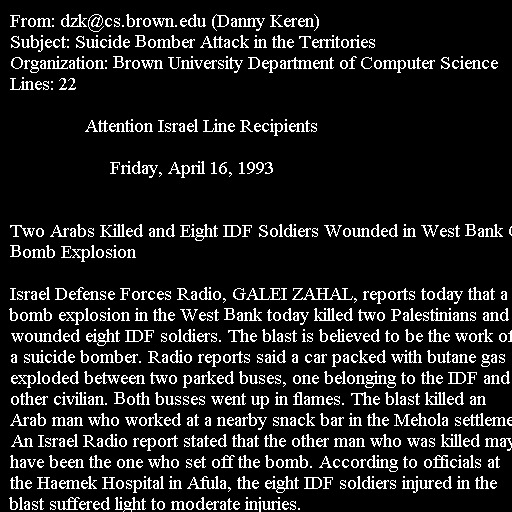 From: dzk@cs.brown.edu (Danny Keren)
Subject: Suicide Bomber Attack in the Territories
Organization: Brown University Department of Computer Science
Lines: 22
Attention Israel Line Recipients
Friday, April 16, 1993
Two Arabs Killed and Eight IDF Soldiers Wounded in West Bank
Bomb Explosion
Israel Defense Forces Radio, GALEI ZAHAL, reports today that a
bomb explosion in the West Bank today killed two Palestinians and
wounded eight IDF soldiers. The blast is believed to be the work of
a suicide bomber. Radio reports said a car packed with butane gas
exploded between two parked buses, one belonging to the IDF and
other civilian. Both busses went up in flames. The blast killed an
Arab man who worked at a nearby snack bar in the Mehola settleme
An Israel Radio report stated that the other man who was killed may
have been the one who set off the bomb. According to officials at
the Haemek Hospital in Afula, the eight IDF soldiers injured in the
blast suffered light to moderate injuries.